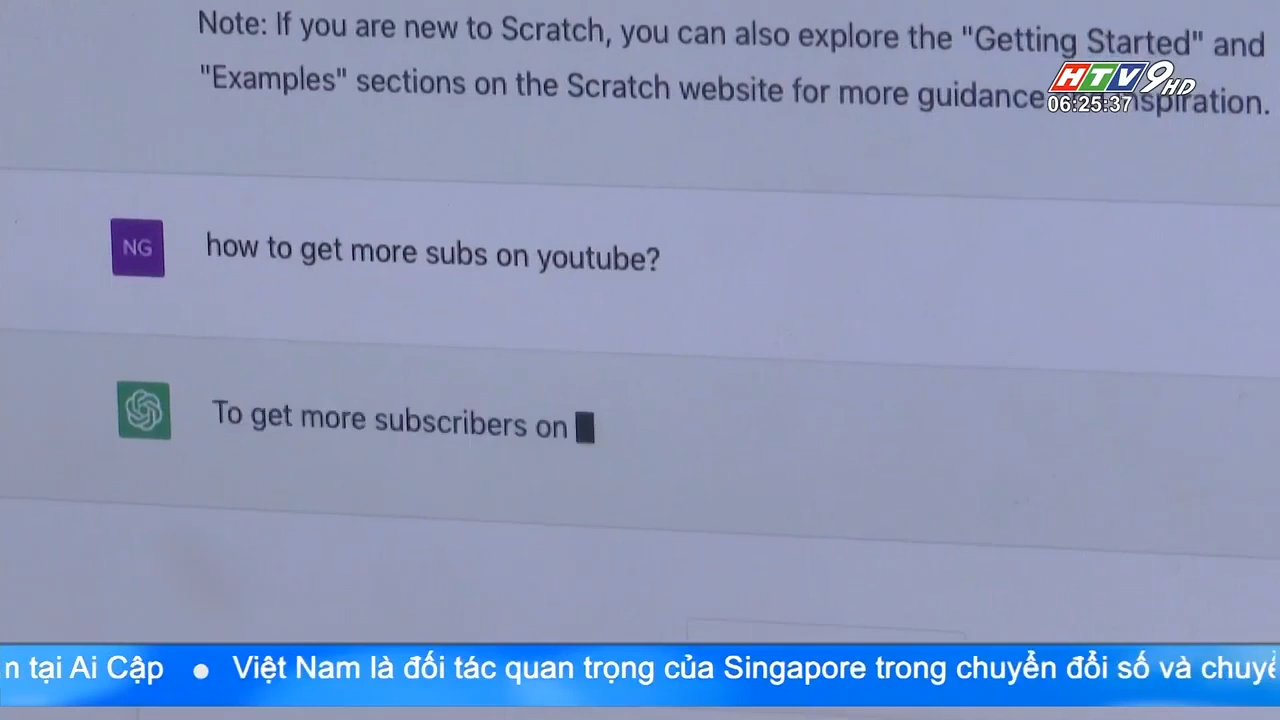 Note: If you are new to Scratch, you can also explore the "Getting Started" and
"Examples" sections on the Scratch website for more guidance inspiration.
HTV9HD
06:25:37
NG
how to get more subs on youtube?
To get more subscribers on
n tại Ai Cập • Việt Nam là đối tác quan trọng của Singapore trong chuyển đổi số và chuyể